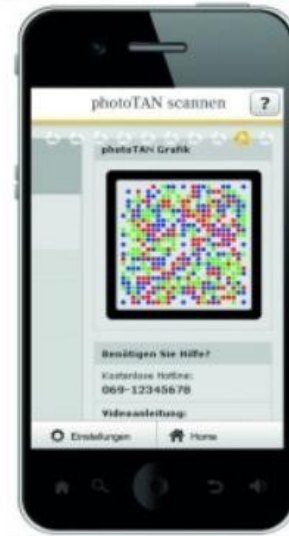 photoTAN scannen ?
photoTAN Grafik
Benötigen Sie Hilfe?
Kostenlose Hotline:
069-12345678
Videoanleitung:
Einstellungen Home